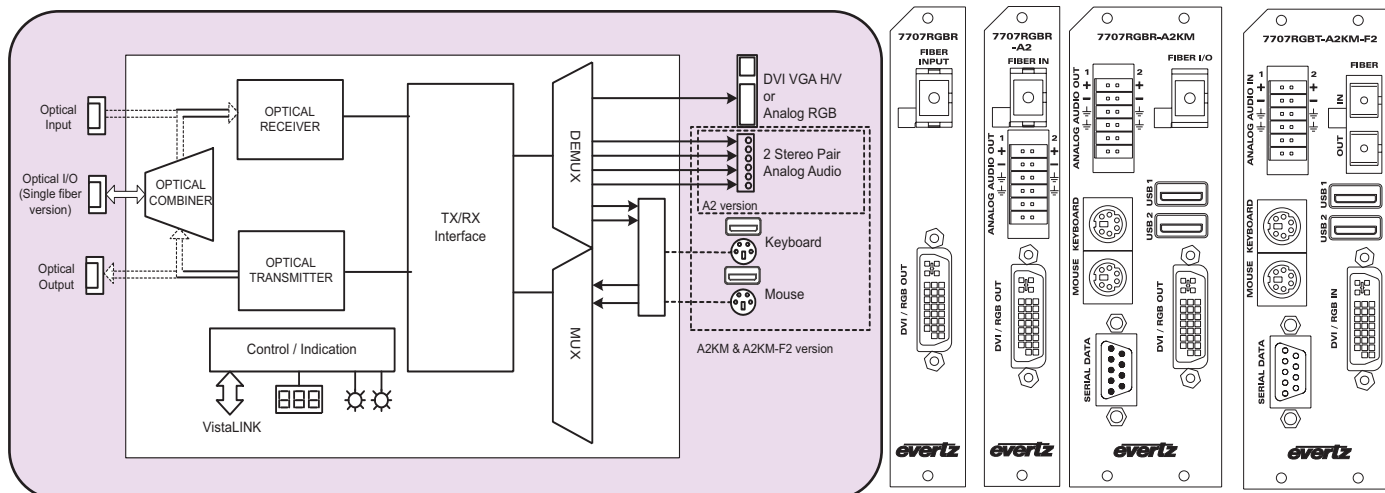 Optical
Input
Optical I/O
(Single fiber
version)
Optical
Output
OPTICAL
RECEIVER
OPTICAL
COMBINER
OPTICAL
TRANSMITTER
TX/RX
Interface
DEMUX
MUX
Control / Indication
VistaLINK
DVI VGA H/V
or
Analog RGB
2 Stereo Pair
Analog Audio
A2 version
Keyboard
Mouse
A2KM & A2KM-F2 version
7707RGBR
FIBER
INPUT
DVI / RGB OUT
evertz
7707RGBR
-A2
FIBER IN
ANALOG AUDIO OUT
1
2
+
+
-
-
DVI / RGB OUT
evertz
7707RGBR-A2KM
ANALOG AUDIO OUT
1
2
+
+
-
-
FIBER I/O
USB 1
USB 2
KEYBOARD
MOUSE
DVI / RGB OUT
SERIAL DATA
evertz
7707RGBT-A2KM-F2
ANALOG AUDIO IN
1
2
+
+
-
-
FIBER
IN
OUT
USB 1
USB 2
KEYBOARD
MOUSE
DVI / RGB IN
SERIAL DATA
evertz